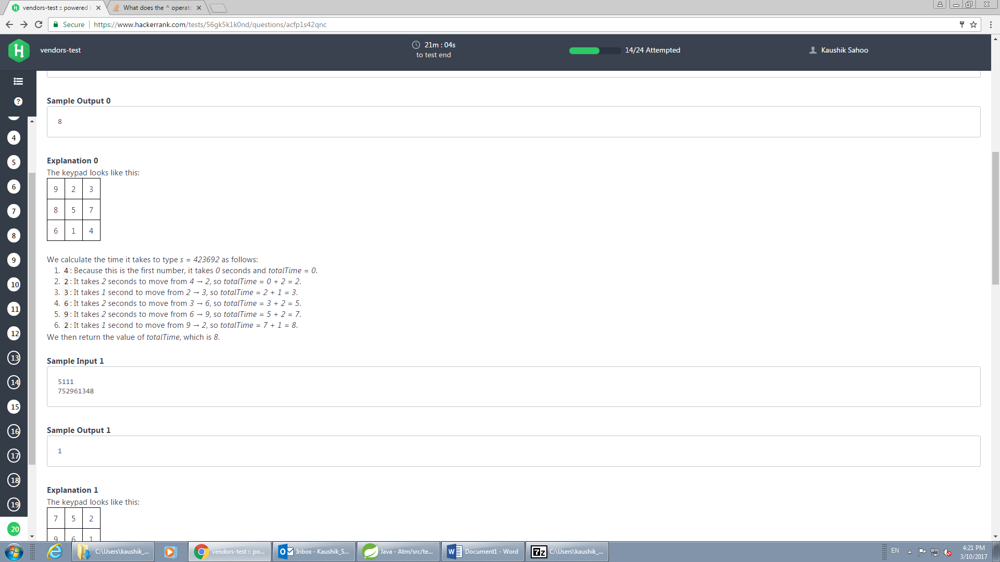 vendors-test :: powered
What does the ^ operat
Secure https://www.hackerrank.com/tests/56gk5k1k0nd/questions/acfp1s42qnc
vendors-test
21m : 04s
to test end
14/24 Attempted
Kaushik Sahoo
?
4
5
6
7
8
9
10
11
12
13
14
15
16
17
18
19
20
Sample Output 0
8
Explanation 0
The keypad looks like this:
9 2 3
8 5 7
6 1 4
We calculate the time it takes to type s = 423692 as follows:
1. 4 : Because this is the first number, it takes 0 seconds and totalTime = 0.
2. 2 : It takes 2 seconds to move from 4 → 2, so totalTime = 0 + 2 = 2.
3. 3 : It takes 1 second to move from 2 → 3, so totalTime = 2 + 1 = 3.
4. 6 : It takes 2 seconds to move from 3 → 6, so totalTime = 3 + 2 = 5.
5. 9 : It takes 2 seconds to move from 6 → 9, so totalTime = 5 + 2 = 7.
6. 2 : It takes 1 second to move from 9 → 2, so totalTime = 7 + 1 = 8.
We then return the value of totalTime, which is 8.
Sample Input 1
5111
752961348
Sample Output 1
1
Explanation 1
The keypad looks like this:
7 5 2
9 6 1
C:\Users\kaushik_...
vendors-test :: po...
Inbox - Kaushik_S...
Java - Atm/src/te...
Document1 - Word
C:\Users\kaushik_...
EN
4:21 PM
3/10/2017